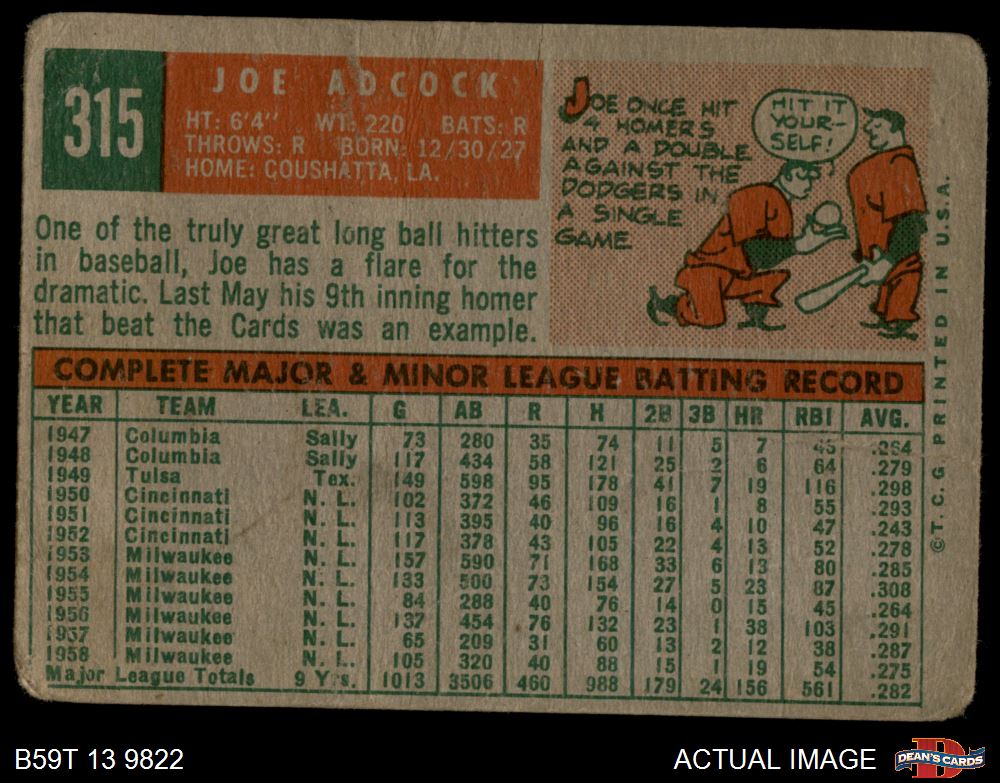 315
JOE ADCOCK
HT: 6'4" WT: 220 BATS: R
THROWS: R BORN: 12/30/27
HOME: COUSHATTA, LA.
JOE ONCE HIT
4 HOMERS
AND A DOUBLE
AGAINST THE
DODGERS IN
A SINGLE
GAME
HIT IT
YOUR-
SELF!
One of the truly great long ball hitters
in baseball, Joe has a flare for the
dramatic. Last May his 9th inning homer
that beat the Cards was an example.
COMPLETE MAJOR & MINOR LEAGUE BATTING RECORD
YEAR TEAM LEA. G AB R H 2B 3B HR RBI AVG.
1947 Columbia Sally 73 280 35 74 11 5 7 45 .264
1948 Columbia Sally 117 434 58 121 25 2 6 64 .279
1949 Tulsa Tex. 149 598 95 178 41 7 19 116 .298
1950 Cincinnati N. L. 102 372 46 109 16 1 8 55 .293
1951 Cincinnati N. L. 113 395 40 96 16 4 10 47 .243
1952 Cincinnati N. L. 117 378 43 105 22 4 13 52 .278
1953 Milwaukee N. L. 157 590 71 168 33 6 13 80 .285
1954 Milwaukee N. L. 133 500 73 154 27 5 23 87 .308
1955 Milwaukee N. L. 84 288 40 76 14 0 15 45 .264
1956 Milwaukee N. L. 137 454 76 132 23 1 38 103 .291
1957 Milwaukee N. L. 65 209 31 60 13 2 12 38 .287
1958 Milwaukee N. L. 105 320 40 88 15 1 19 54 .275
Major League Totals 9 Yrs. 1013 3506 460 988 179 24 156 561 .282
©T. C. G PRINTED IN U.S.A.
B59T 13 9822
ACTUAL IMAGE
D
DEAN'S CARDS